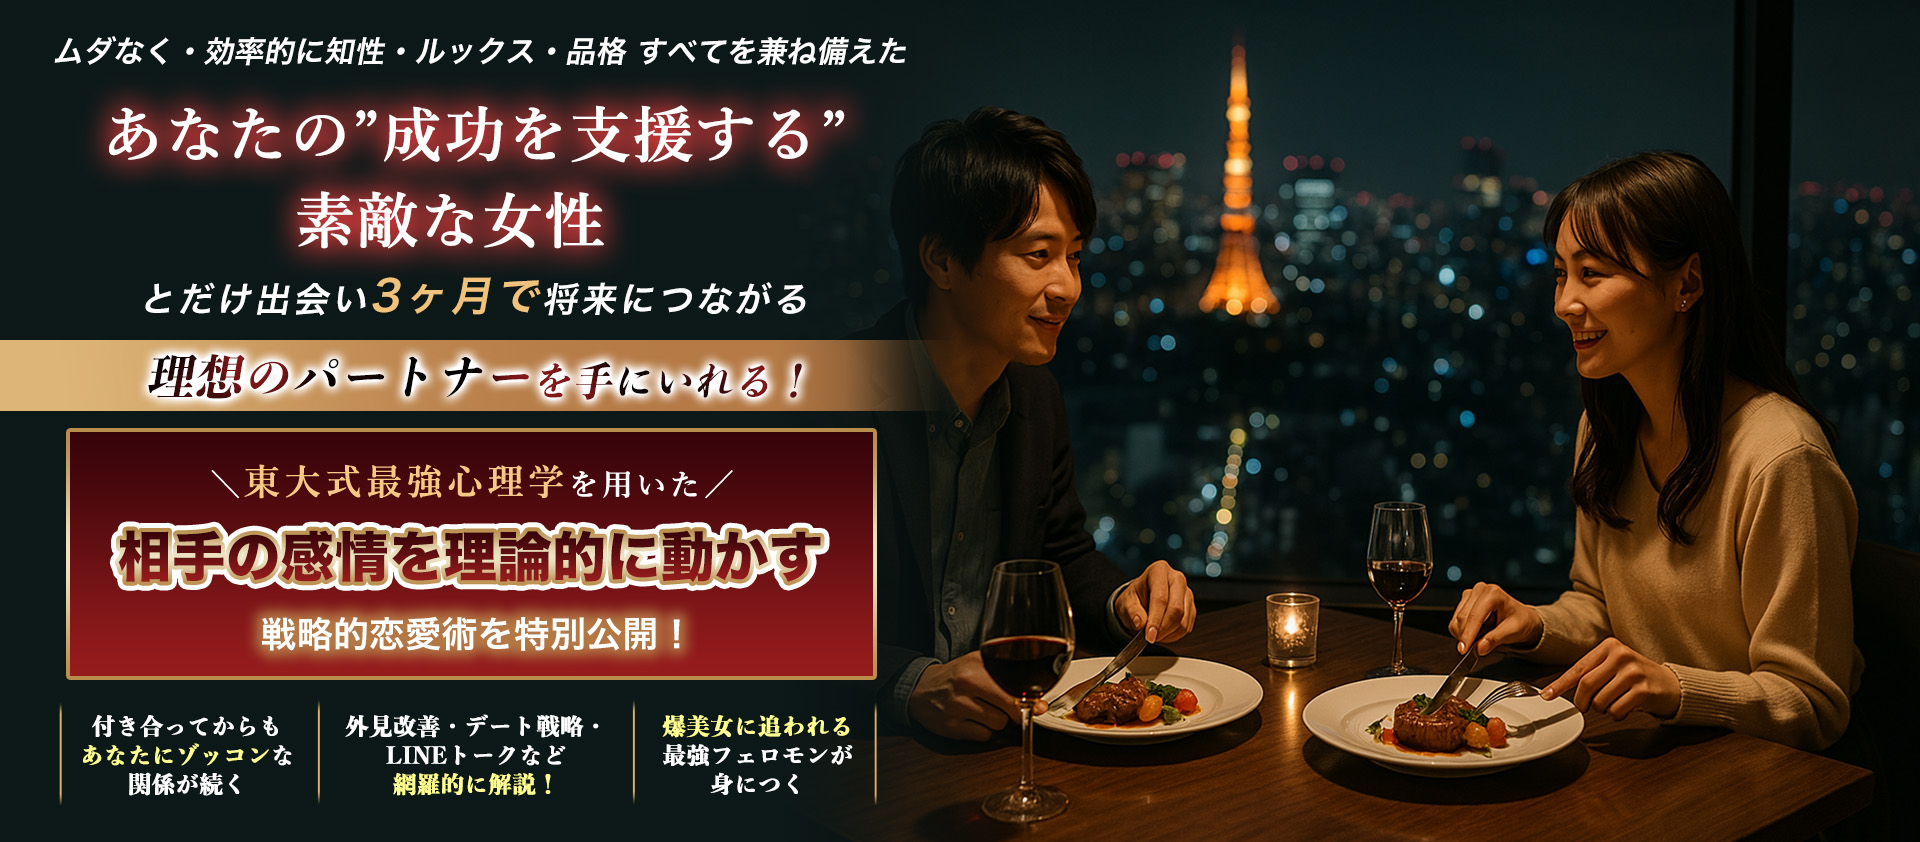 ムダなく・効率的に知性・ルックス・品格 すべてを兼ね備えた
あなたの”成功を支援する”
素敵な女性
とだけ出会い3ヶ月で将来につながる
理想のパートナーを手にいれる！
＼東大式最強心理学を用いた／
相手の感情を理論的に動かす
戦略的恋愛術を特別公開！
付き合ってからも
あなたにゾッコンな
関係が続く
外見改善・デート戦略・
LINEトークなど
網羅的に解説！
爆美女に追われる
最強フェロモンが
身につく